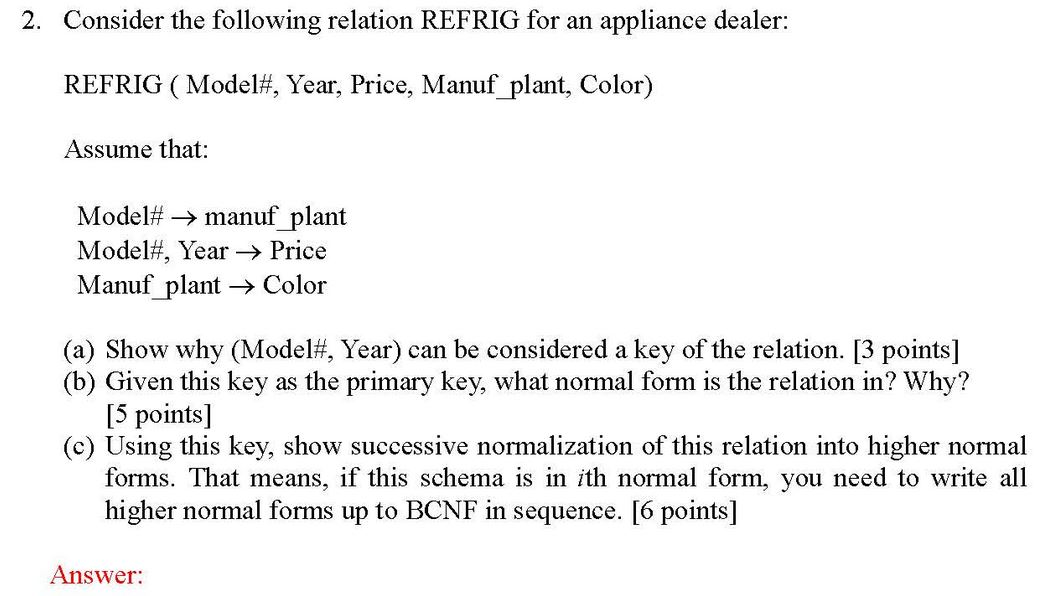 2. Consider the following relation REFRIG for an appliance dealer:
REFRIG ( Model#, Year, Price, Manuf_plant, Color)
Assume that:
Model# → manuf_plant
Model#, Year → Price
Manuf_plant → Color
(a) Show why (Model#, Year) can be considered a key of the relation. [3 points]
(b) Given this key as the primary key, what normal form is the relation in? Why?
[5 points]
(c) Using this key, show successive normalization of this relation into higher normal
forms. That means, if this schema is in ith normal form, you need to write all
higher normal forms up to BCNF in sequence. [6 points]
Answer: